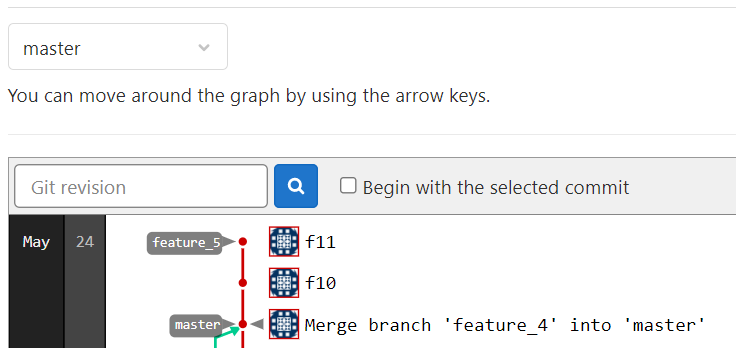 master
You can move around the graph by using the arrow keys.
Git revision
Begin with the selected commit
May 24 feature_5 f11
f10
master Merge branch 'feature_4' into 'master'